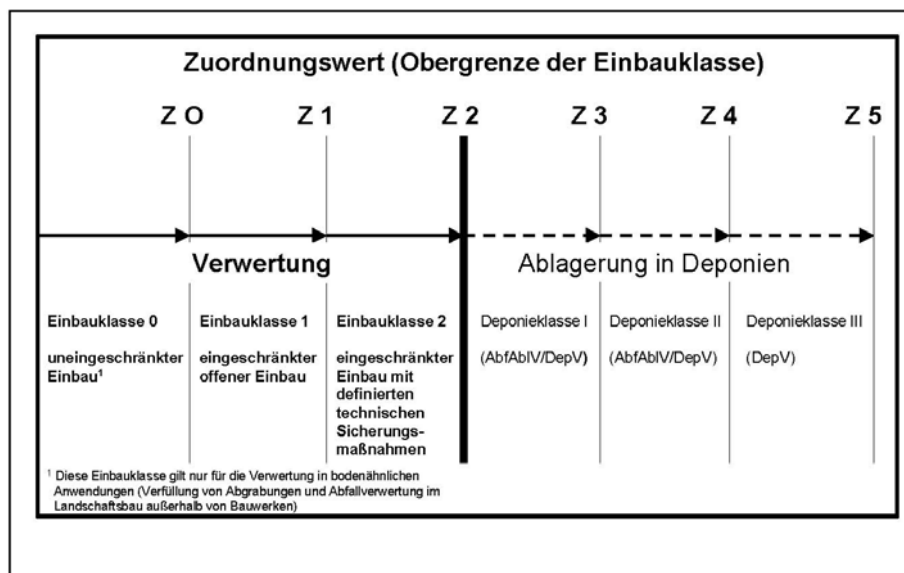 Zuordnungswert (Obergrenze der Einbauklasse)
Z 0 Z 1 Z 2 Z 3 Z 4 Z 5
Verwertung Ablagerung in Deponien
Einbauklasse 0
uneingeschränkter
Einbau¹
Einbauklasse 1
eingeschränkter
offener Einbau
Einbauklasse 2
eingeschränkter
Einbau mit
definierten
technischen
Sicherungs-
maßnahmen
Deponieklasse I
(AbfAblV/DepV)
Deponieklasse II
(AbfAblV/DepV)
Deponieklasse III
(DepV)
¹ Diese Einbauklasse gilt nur für die Verwertung in bodenähnlichen
Anwendungen (Verfüllung von Abgrabungen und Abfallverwertung im
Landschaftsbau außerhalb von Bauwerken)